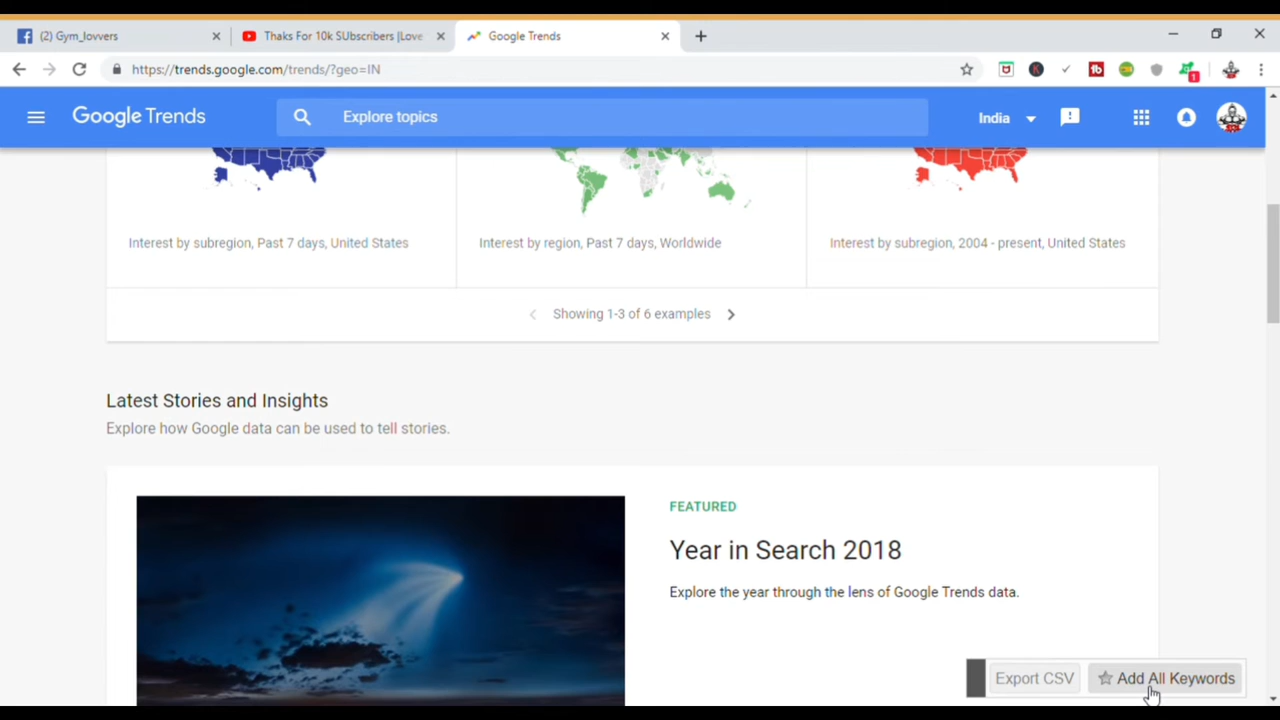 (2) Gym_lovvers
Thaks For 10k SUbscribers |Love
Google Trends
https://trends.google.com/trends/?geo=IN
1
Google Trends
Explore topics
India
Interest by subregion, Past 7 days, United States
Interest by region, Past 7 days, Worldwide
Interest by subregion, 2004 - present, United States
Showing 1-3 of 6 examples
Latest Stories and Insights
Explore how Google data can be used to tell stories.
FEATURED
Year in Search 2018
Explore the year through the lens of Google Trends data.
Export CSV
Add All Keywords